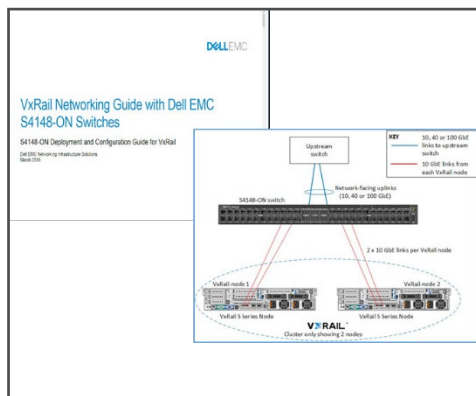 DELLEMC
VxRail Networking Guide with Dell EMC
S4148-ON Switches
S4148-ON Deployment and Configuration Guide for VxRail
Dell EMC Networking Infrastructure Solutions
March 2018
Upstream
switch
KEY
10, 40 or 100 GbE
links to upstream
switch
10 GbE links from
each VxRail node
Network-facing uplinks
(10, 40 or 100 GbE)
S4148-ON switch
2 x 10 GbE links per VxRail node
VxRail node 1
VxRail node 2
VxRail S Series Node
VxRail S Series Node
VXRAIL
Cluster only showing 2 nodes